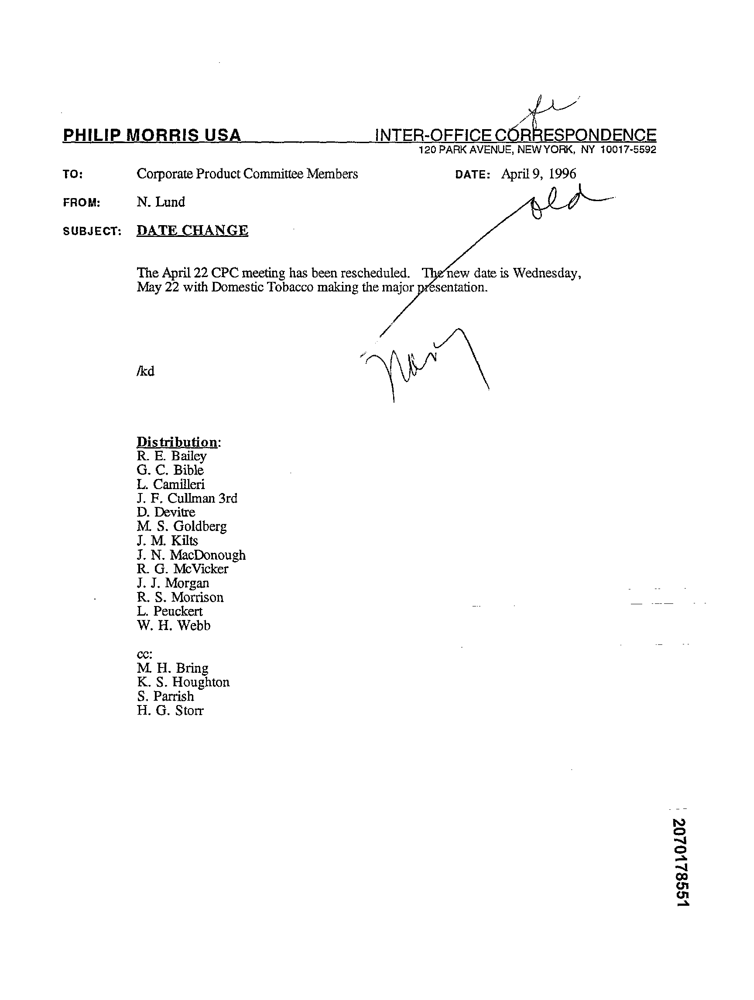 PHILIP MORRIS USA INTER-OFFICE CORRESPONDENCE
120 PARK AVENUE, NEW YORK, NY 10017-5592
TO: Corporate Product Committee Members DATE: April 9, 1996
FROM: N. Lund
old
SUBJECT: DATE CHANGE
The April 22 CPC meeting has been rescheduled. The new date is Wednesday,
May 22 with Domestic Tobacco making the major presentation.
/kd
Distribution:
R. E. Bailey
G. C. Bible
L. Camilleri
J. F. Cullman 3rd
D. Devitre
M. S. Goldberg
J. M. Kilts
J. N. MacDonough
R. G. McVicker
J. J. Morgan
R. S. Morrison
L. Peuckert
W. H. Webb
cc:
M. H. Bring
K. S. Houghton
S. Parrish
H. G. Storr
2070178551